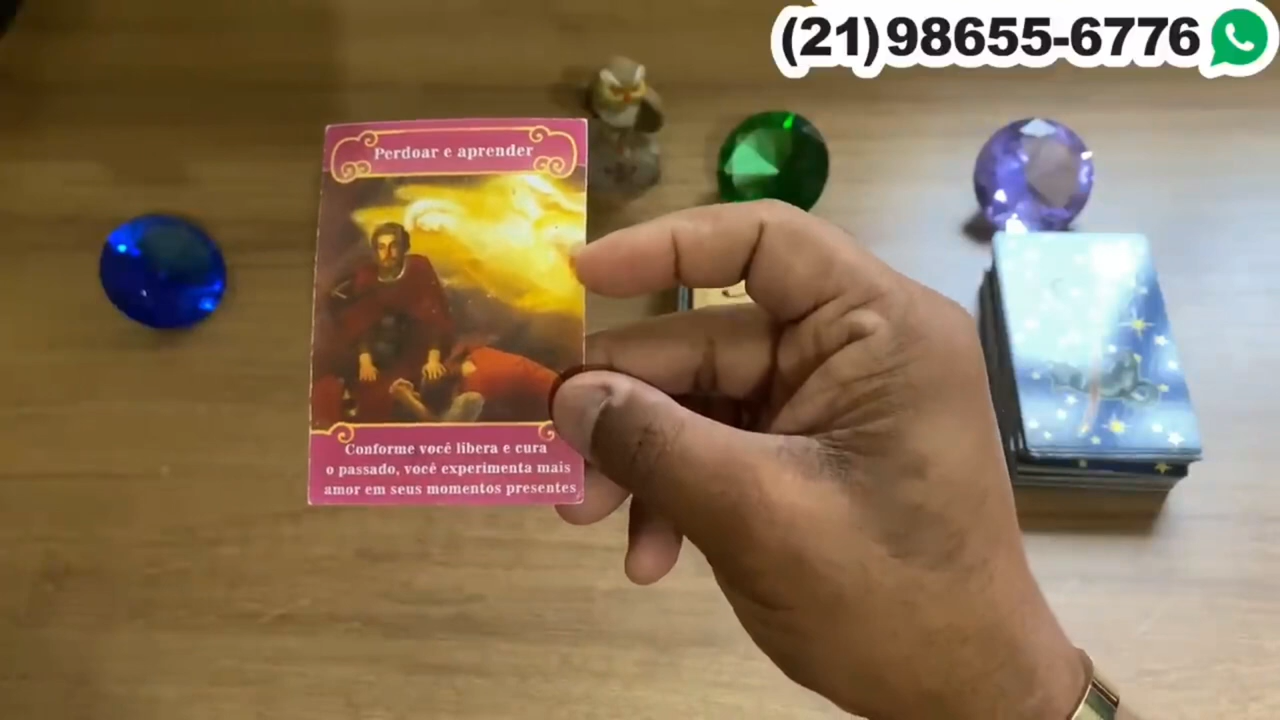 (21)98655-6776
Perdoar e aprender
Conforme você libera e cura
o passado, você experimenta mais
amor em seus momentos presentes